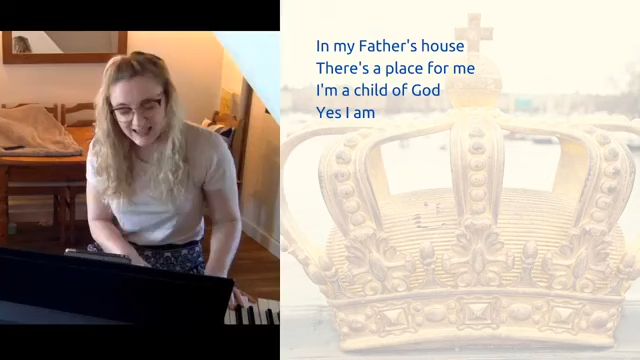 In my Father's house
There's a place for me
I'm a child of God
Yes I am